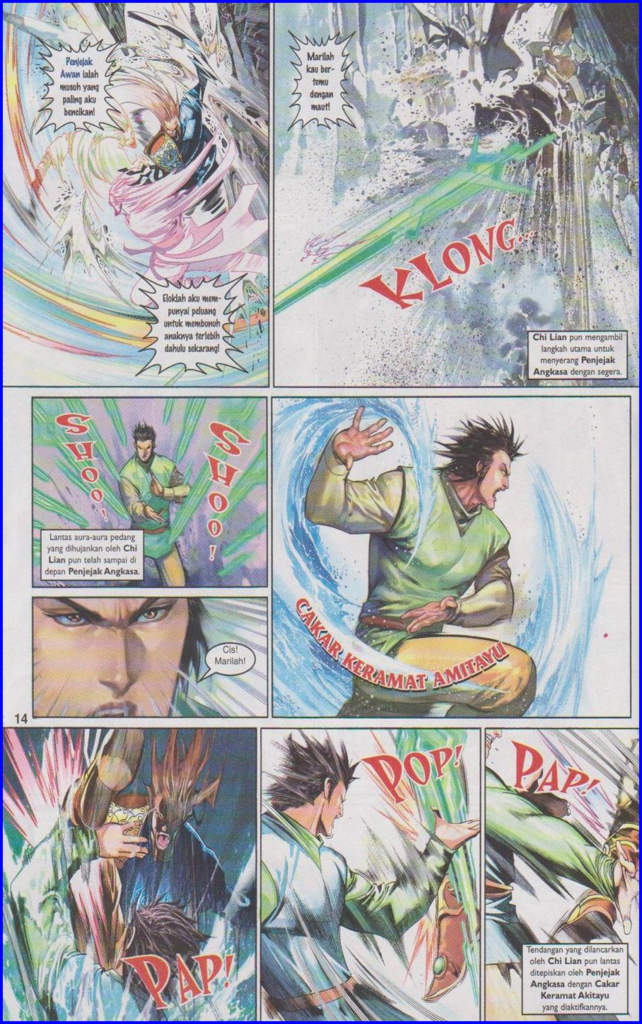 Penjejak
Awan ialah
musuh yang
paling aku
bencikan!
Marilah
kau ber-
temu
dengan
maut!
KLONG...
Eloklah aku mem-
punyai peluang
untuk membunuh
anaknya terlebih
dahulu sekarang!
Chi Lian pun mengambil
langkah utama untuk
menyerang Penjejak
Angkasa dengan segera.
SHOO!
SHOO!
Lantas aura-aura pedang
yang dihujankan oleh Chi
Lian pun telah sampai di
depan Penjejak Angkasa.
CAKAR KERAMAT AMITAYU
Cis!
Marilah!
14
PAP!
POP!
PAP!
Tendangan yang dilancarkan
oleh Chi Lian pun lantas
ditepiskan oleh Penjejak
Angkasa dengan Cakar
Keramat Akitayu
yang diaktifkannya.